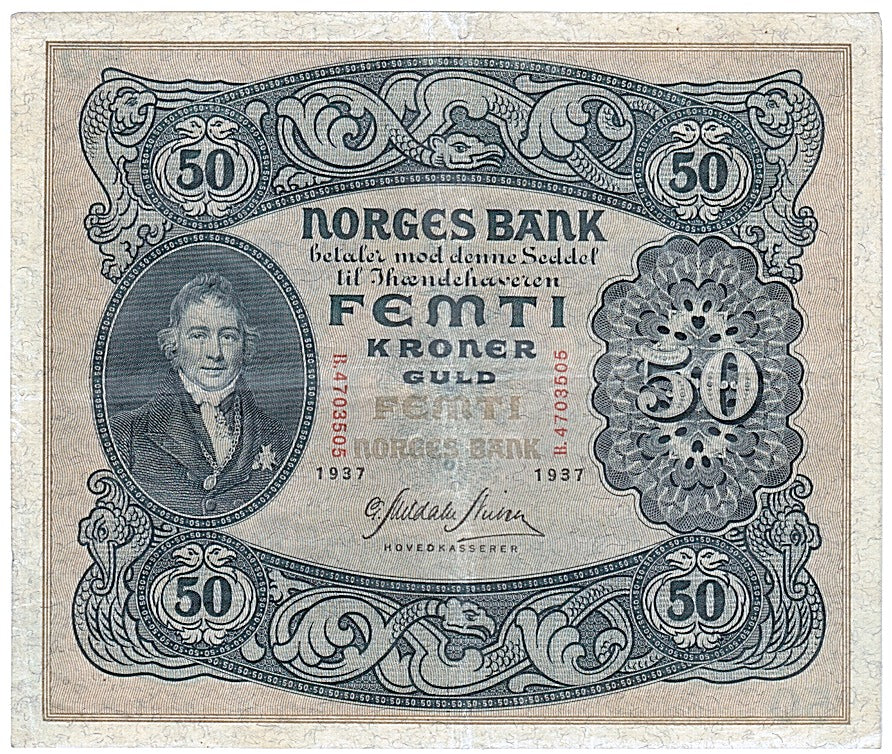 50
50
NORGES BANK
betaler mod denne Seddel
til Ihændehaveren
FEMTI
KRONER
GULD
FEMTI
NORGES BANK
B.4703505
B.4703505
50
1937
1937
HOVEDKASSERER
50
50